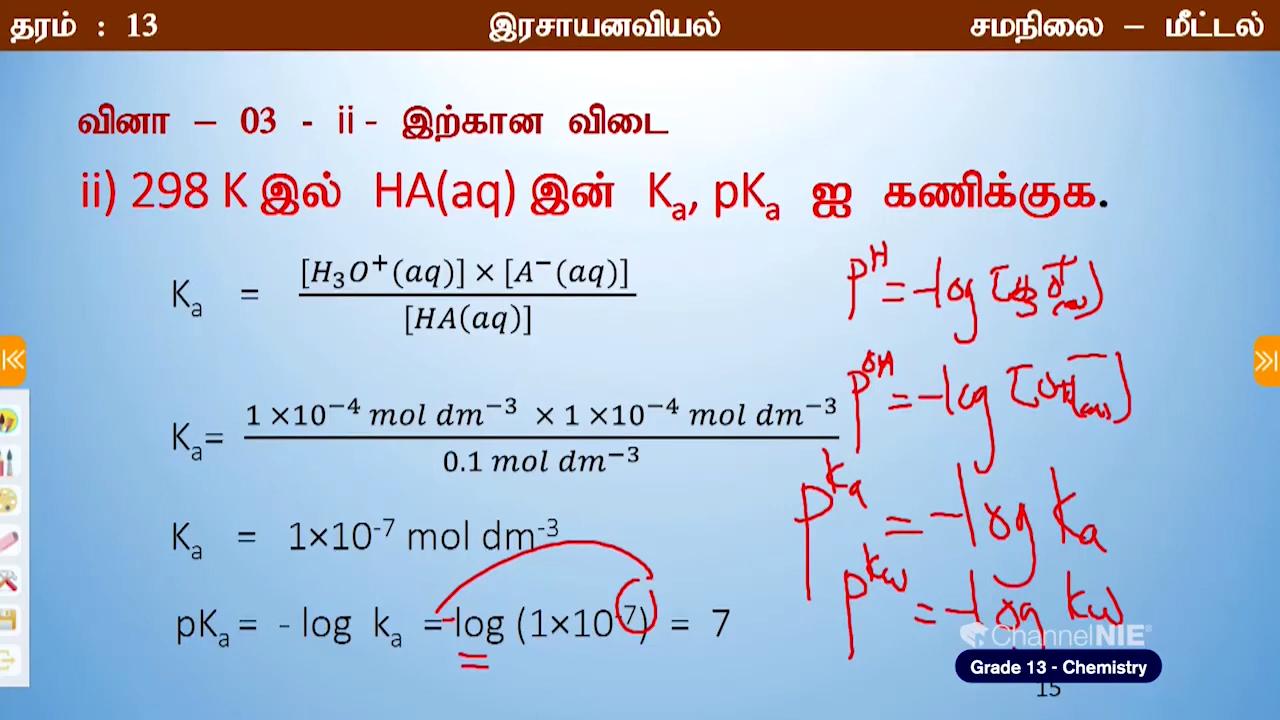 தரம் : 13 இரசாயனவியல் சமநிலை – மீட்டல்
வினா – 03 - ii - இற்கான விடை
ii) 298 K இல் HA(aq) இன் Kₐ, pKₐ ஐ கணிக்குக.
Kₐ = [H₃O⁺(aq)] × [A⁻(aq)] / [HA(aq)]
Kₐ= 1 ×10⁻⁴ mol dm⁻³ × 1 ×10⁻⁴ mol dm⁻³ / 0.1 mol dm⁻³
Kₐ = 1×10⁻⁷ mol dm⁻³
pKₐ = - log kₐ = -log (1×10⁻⁷) = 7
pH = -log [H₃O⁺(aq)]
pOH = -log [OH⁻(aq)]
pKa = -log Ka
pKw = -log Kw
ChannelNIE
Grade 13 - Chemistry
15